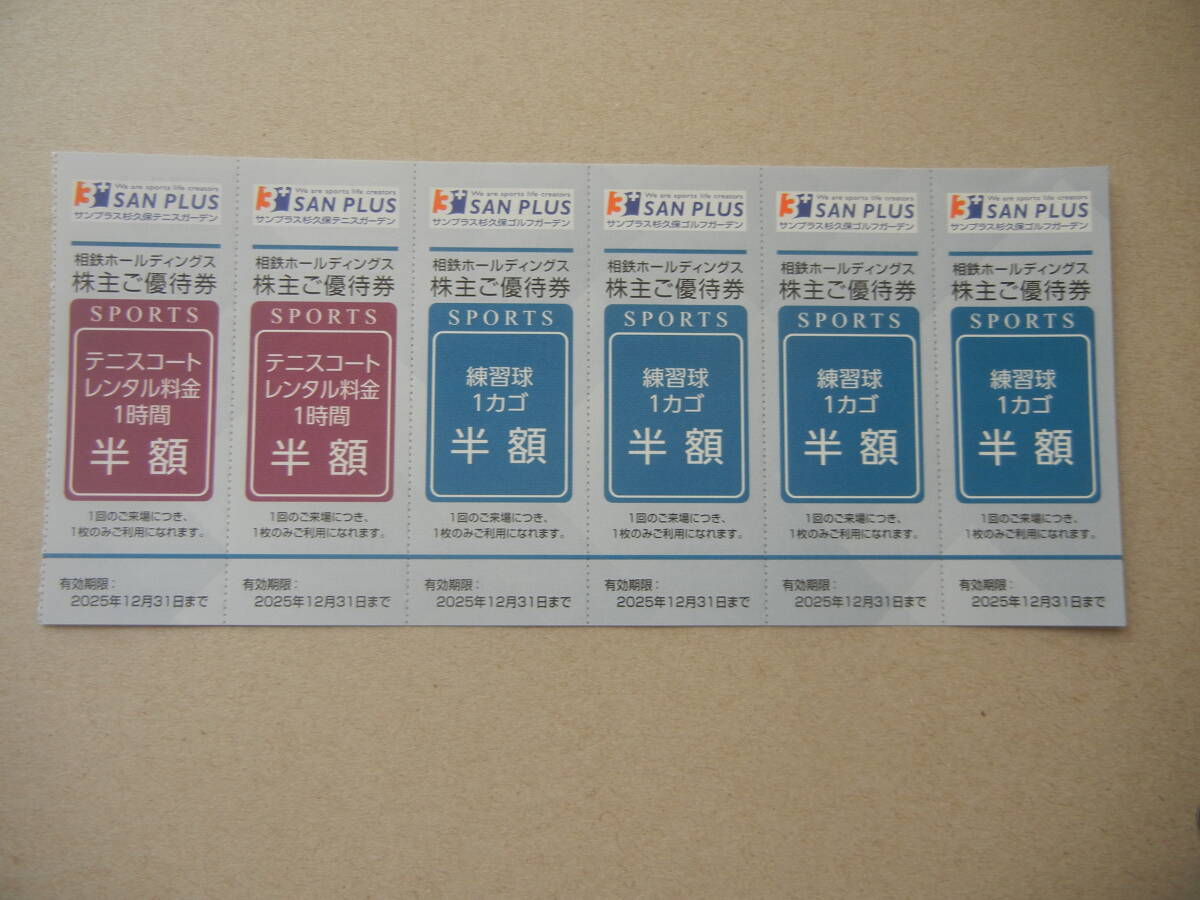 We are sports life creators
SAN PLUS
サンプラス杉久保テニスガーデン
相鉄ホールディングス
株主ご優待券
SPORTS
テニスコート
レンタル料金
1時間
半額
1回のご来場につき、
1枚のみご利用になれます。
有効期限：
2025年12月31日まで
We are sports life creators
SAN PLUS
サンプラス杉久保テニスガーデン
相鉄ホールディングス
株主ご優待券
SPORTS
テニスコート
レンタル料金
1時間
半額
1回のご来場につき、
1枚のみご利用になれます。
有効期限：
2025年12月31日まで
We are sports life creators
SAN PLUS
サンプラス杉久保ゴルフガーデン
相鉄ホールディングス
株主ご優待券
SPORTS
練習球
1カゴ
半額
1回のご来場につき、
1枚のみご利用になれます。
有効期限：
2025年12月31日まで
We are sports life creators
SAN PLUS
サンプラス杉久保ゴルフガーデン
相鉄ホールディングス
株主ご優待券
SPORTS
練習球
1カゴ
半額
1回のご来場につき、
1枚のみご利用になれます。
有効期限：
2025年12月31日まで
We are sports life creators
SAN PLUS
サンプラス杉久保ゴルフガーデン
相鉄ホールディングス
株主ご優待券
SPORTS
練習球
1カゴ
半額
1回のご来場につき、
1枚のみご利用になれます。
有効期限：
2025年12月31日まで
We are sports life creators
SAN PLUS
サンプラス杉久保ゴルフガーデン
相鉄ホールディングス
株主ご優待券
SPORTS
練習球
1カゴ
半額
1回のご来場につき、
1枚のみご利用になれます。
有効期限：
2025年12月31日まで